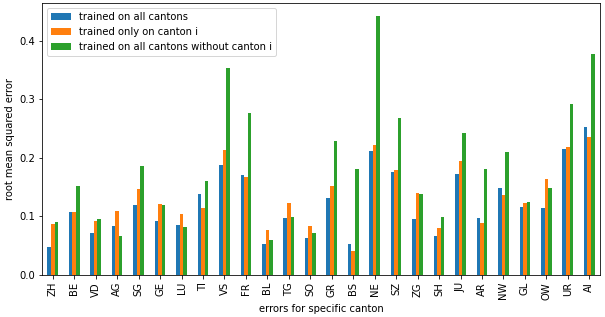 trained on all cantons
trained only on canton i
trained on all cantons without canton i
root mean squared error
0.4
0.3
0.2
0.1
0.0
ZH BE VD AG SG GE LU TI VS FR BL TG SO GR BS NE SZ ZG SH JU AR NW GL OW UR AI
errors for specific canton